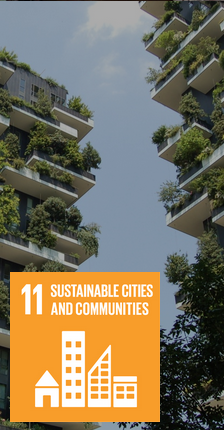 11 SUSTAINABLE CITIES
AND COMMUNITIES